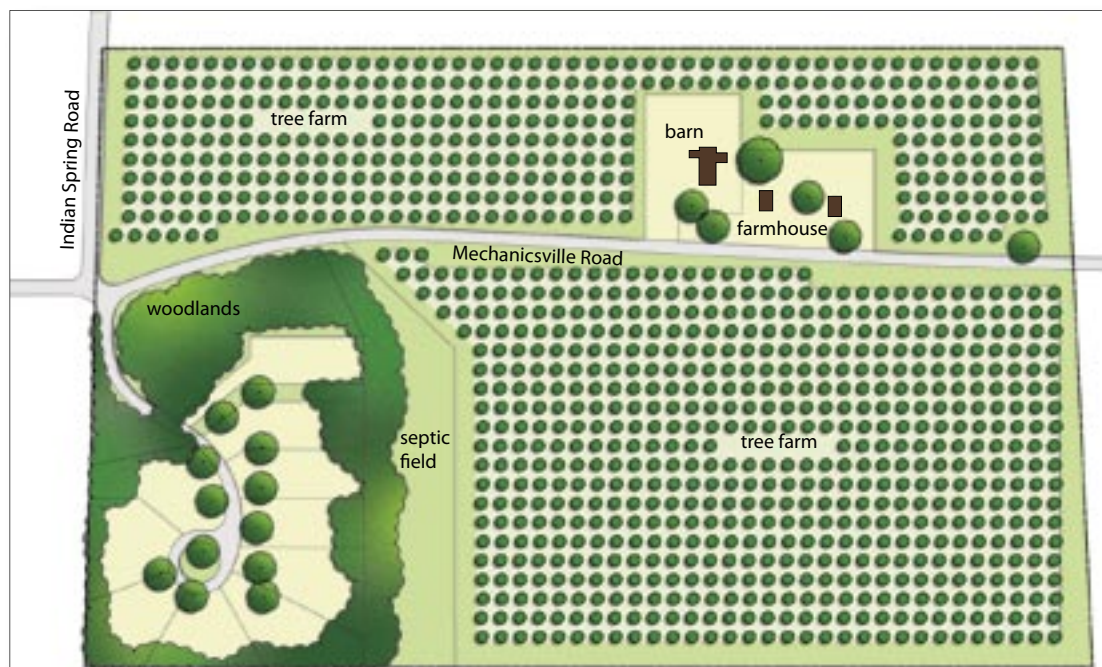 Indian Spring Road
tree farm
barn
farmhouse
Mechanicsville Road
woodlands
septic
field
tree farm